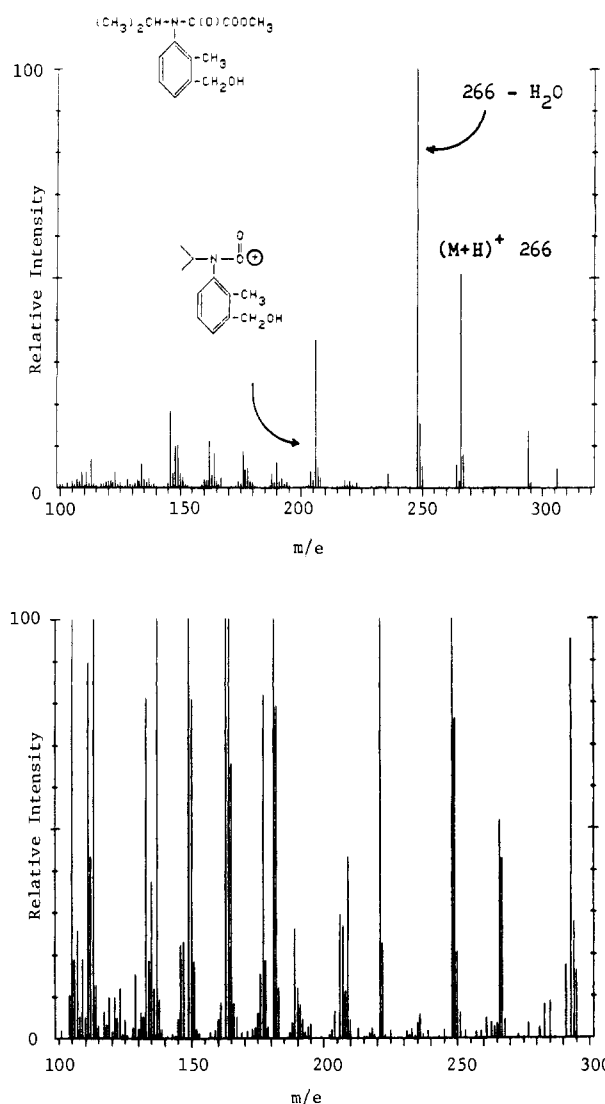 (CH₃)₂CH-N-C(O)COOCH₃
-CH₃
-CH₂OH
100
266 - H₂O
O
N-C⊕
(M+H)⁺ 266
-CH₃
-CH₂OH
Relative Intensity
0
100 150 200 250 300
m/e
100
Relative Intensity
0
100 150 200 250 300
m/e